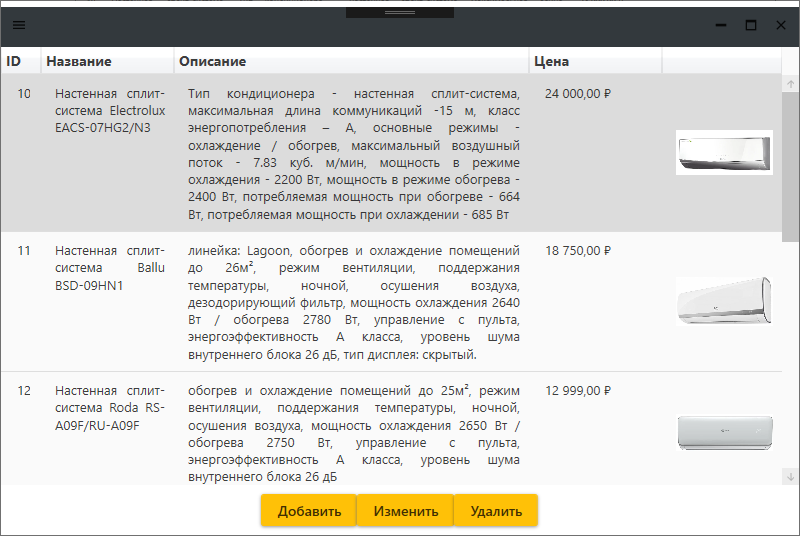 ID Название Описание Цена
10 Настенная сплит- Тип кондиционера - настенная сплит-система, 24 000,00 ₽
система Electrolux максимальная длина коммуникаций -15 м, класс
EACS-07HG2/N3 энергопотребления – А, основные режимы -
охлаждение / обогрев, максимальный воздушный
поток - 7.83 куб. м/мин, мощность в режиме
охлаждения - 2200 Вт, мощность в режиме обогрева -
2400 Вт, потребляемая мощность при обогреве - 664
Вт, потребляемая мощность при охлаждении - 685 Вт
11 Настенная сплит- линейка: Lagoon, обогрев и охлаждение помещений 18 750,00 ₽
система Ballu до 26м², режим вентиляции, поддержания
BSD-09HN1 температуры, ночной, осушения воздуха,
дезодорирующий фильтр, мощность охлаждения 2640
Вт / обогрева 2780 Вт, управление с пульта,
энергоэффективность А класса, уровень шума
внутреннего блока 26 дБ, тип дисплея: скрытый.
12 Настенная сплит- обогрев и охлаждение помещений до 25м², режим 12 999,00 ₽
система Roda RS- вентиляции, поддержания температуры, ночной,
A09F/RU-A09F осушения воздуха, мощность охлаждения 2650 Вт /
обогрева 2750 Вт, управление с пульта,
энергоэффективность А класса, уровень шума
внутреннего блока 26 дБ
Добавить Изменить Удалить